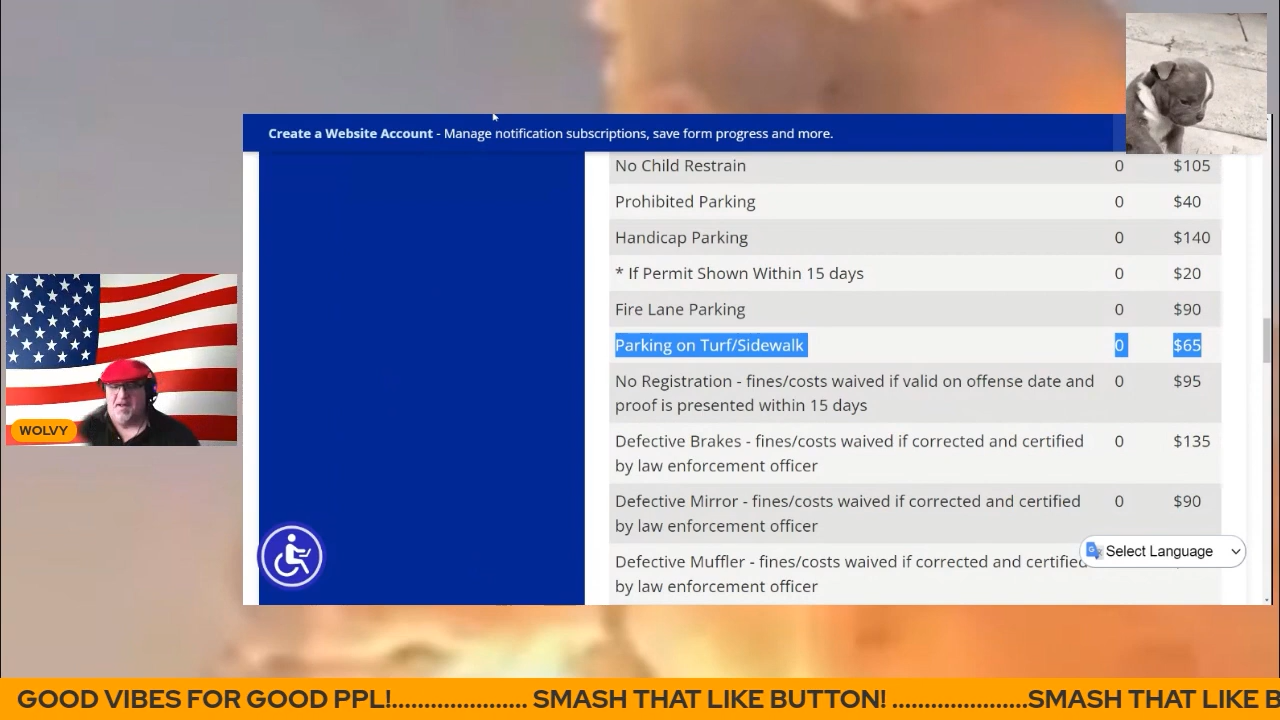 Create a Website Account - Manage notification subscriptions, save form progress and more.
No Child Restrain 0 $105
Prohibited Parking 0 $40
Handicap Parking 0 $140
* If Permit Shown Within 15 days 0 $20
Fire Lane Parking 0 $90
Parking on Turf/Sidewalk 0 $65
No Registration - fines/costs waived if valid on offense date and 0 $95
proof is presented within 15 days
Defective Brakes - fines/costs waived if corrected and certified 0 $135
by law enforcement officer
Defective Mirror - fines/costs waived if corrected and certified 0 $90
by law enforcement officer
Select Language
Defective Muffler - fines/costs waived if corrected and certified
by law enforcement officer
WOLVY
GOOD VIBES FOR GOOD PPL!..................... SMASH THAT LIKE BUTTON! .....................SMASH THAT LIKE B